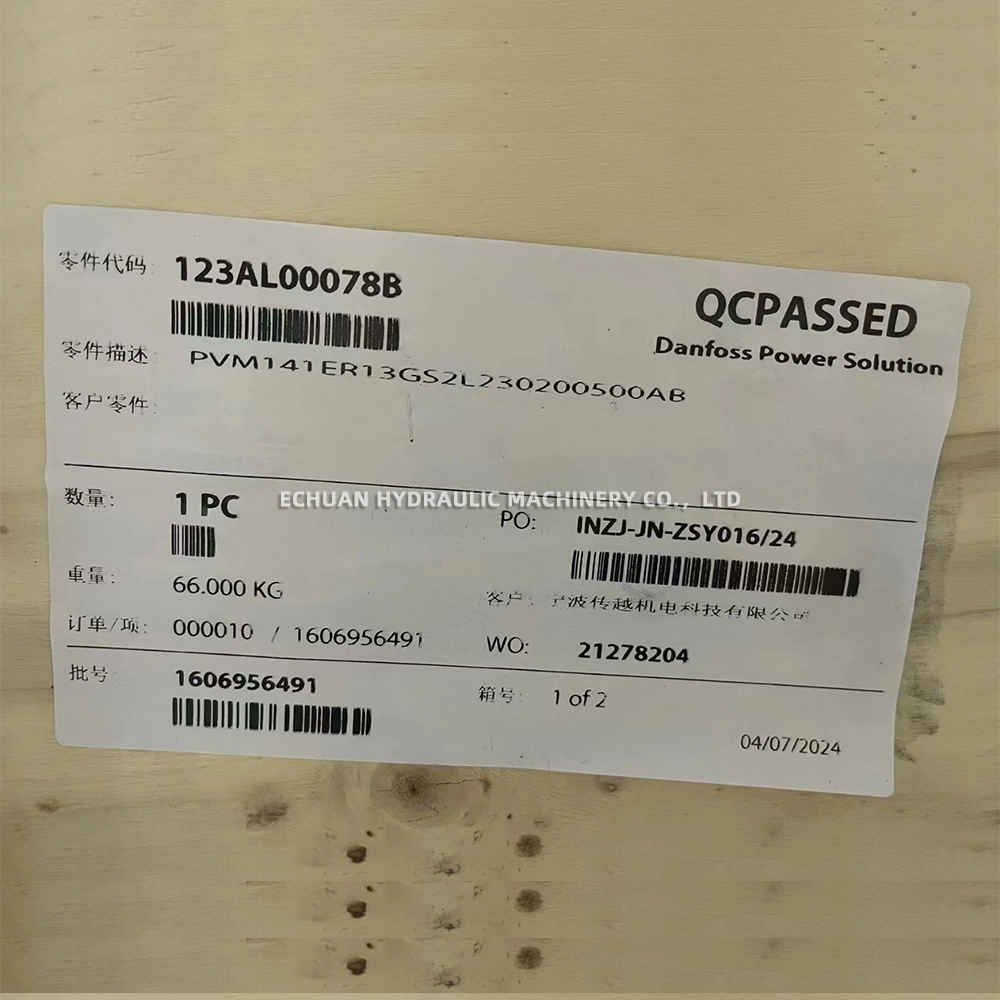 零件代码: 123AL00078B
QCPASSED
Danfoss Power Solution
零件描述: PVM141ER13GS2L230200500AB
客户零件:
数量: 1 PC
ECHUAN HYDRAULIC MACHINERY CO., LTD
PO: INZJ-JN-ZSY016/24
重量: 66.000 KG
客户: 波传越机电科技有限公司
订单/项: 000010 / 1606956491
WO: 21278204
批号 1606956491
箱号: 1 of 2
04/07/2024